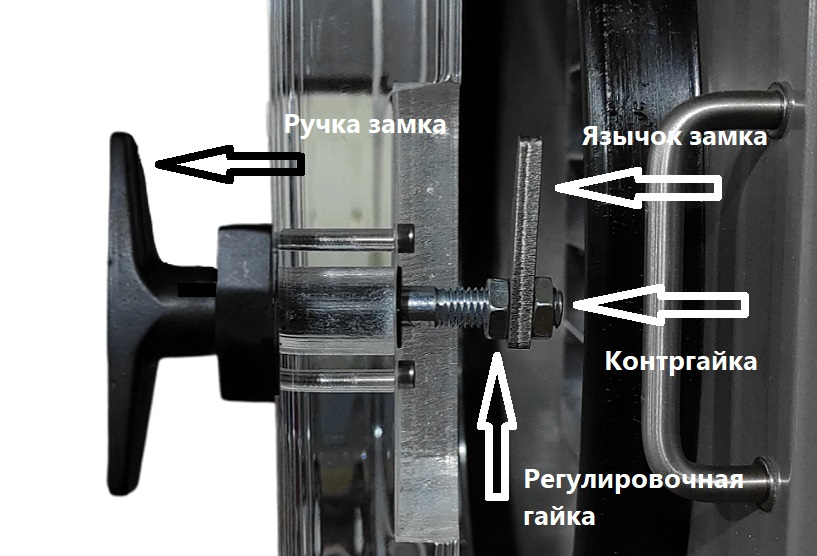 Ручка замка
Язычок замка
Контргайка
Регулировочная
гайка